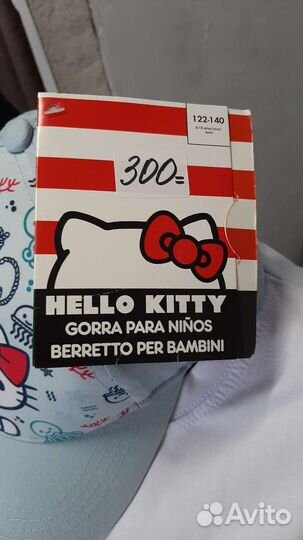 122-140
300=
HELLO KITTY
GORRA PARA NIÑOS
BERRETTO PER BAMBINI
Avito